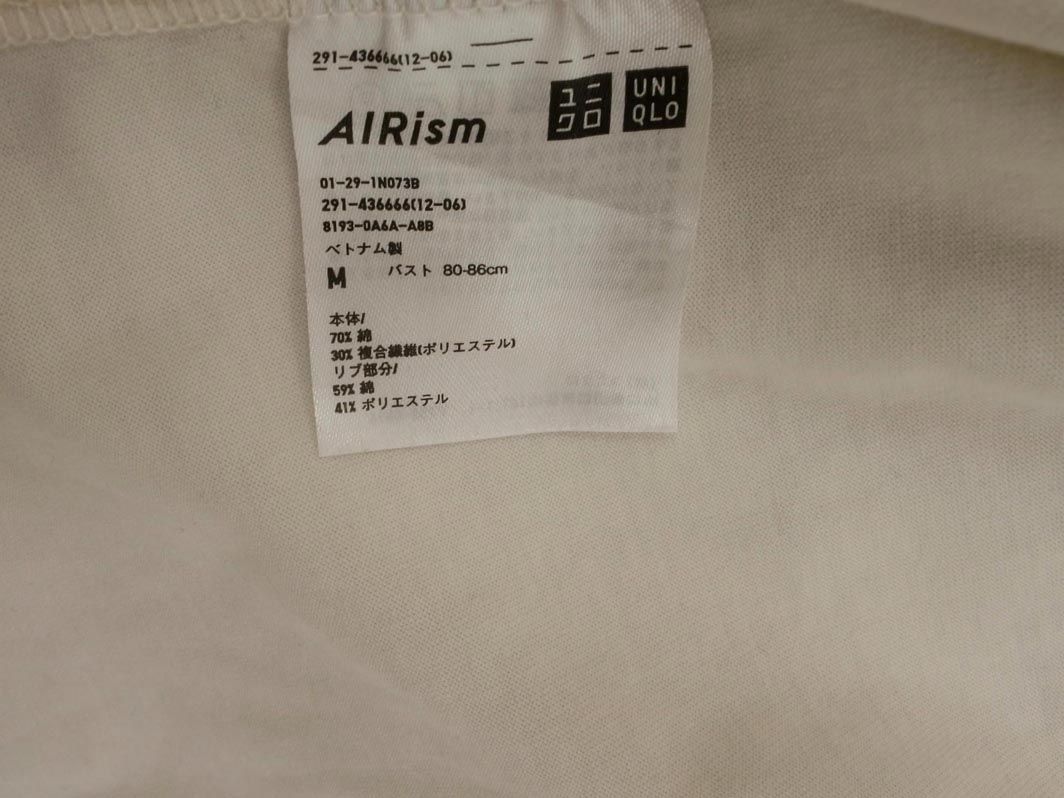 291-436666(12-06)
AIRism
ユニ
クロ
UNI
QLO
01-29-1N073B
291-436666(12-06)
8193-0A6A-A8B
ベトナム製
M バスト 80-86cm
本体/
70% 綿
30% 複合繊維(ポリエステル)
リブ部分/
59% 綿
41% ポリエステル